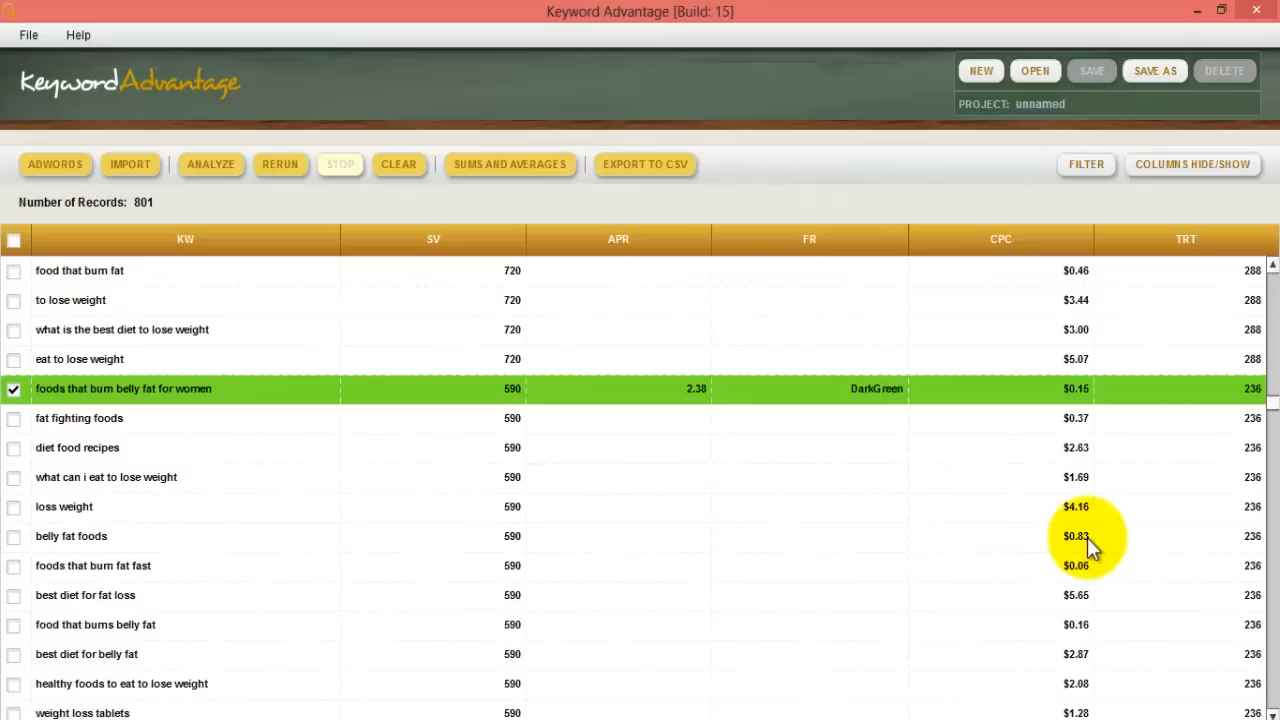 Keyword Advantage [Build: 15]
File Help
KeywordAdvantage
NEW OPEN SAVE SAVE AS DELETE
PROJECT: unnamed
ADWORDS IMPORT ANALYZE RERUN STOP CLEAR SUMS AND AVERAGES EXPORT TO CSV FILTER COLUMNS HIDE/SHOW
Number of Records: 801
KW SV APR FR CPC TRT
food that burn fat 720 $0.46 288
to lose weight 720 $3.44 288
what is the best diet to lose weight 720 $3.00 288
eat to lose weight 720 $5.07 288
foods that burn belly fat for women 590 2.38 DarkGreen $0.15 236
fat fighting foods 590 $0.37 236
diet food recipes 590 $2.63 236
what can i eat to lose weight 590 $1.69 236
loss weight 590 $4.16 236
belly fat foods 590 $0.83 236
foods that burn fat fast 590 $0.06 236
best diet for fat loss 590 $5.65 236
food that burns belly fat 590 $0.16 236
best diet for belly fat 590 $2.87 236
healthy foods to eat to lose weight 590 $2.08 236
weight loss tablets 590 $1.28 236